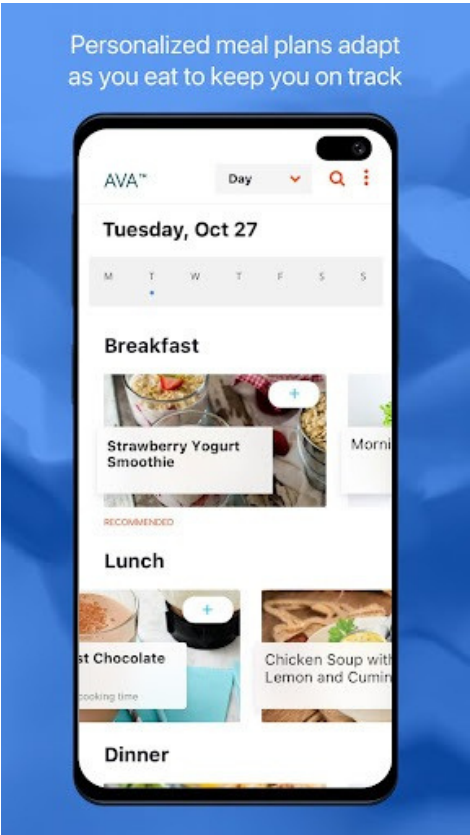 Personalized meal plans adapt
as you eat to keep you on track
AVA™
Day
Tuesday, Oct 27
M T W T F S S
Breakfast
+
Strawberry Yogurt
Smoothie
Morni
RECOMMENDED
Lunch
+
st Chocolate
cooking time
Chicken Soup with
Lemon and Cumin
Dinner